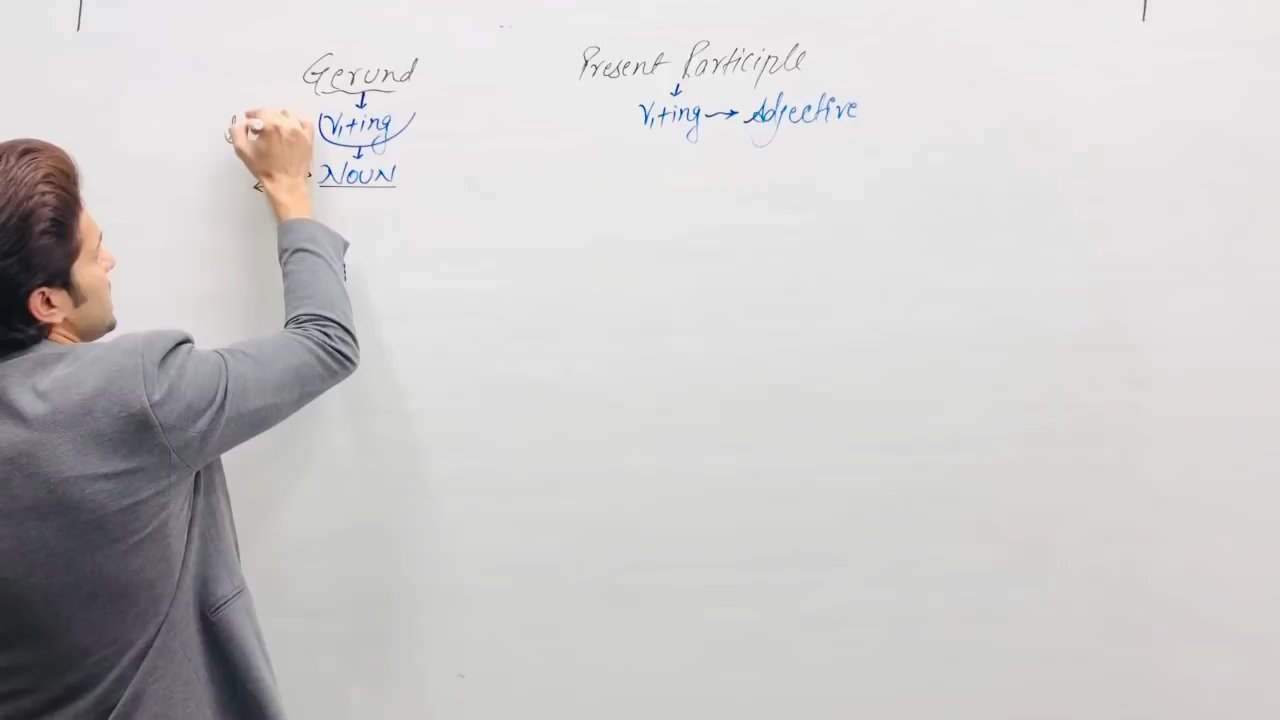 Gerund
V₁+ing
Noun
Present Participle
V₁+ing → Adjective